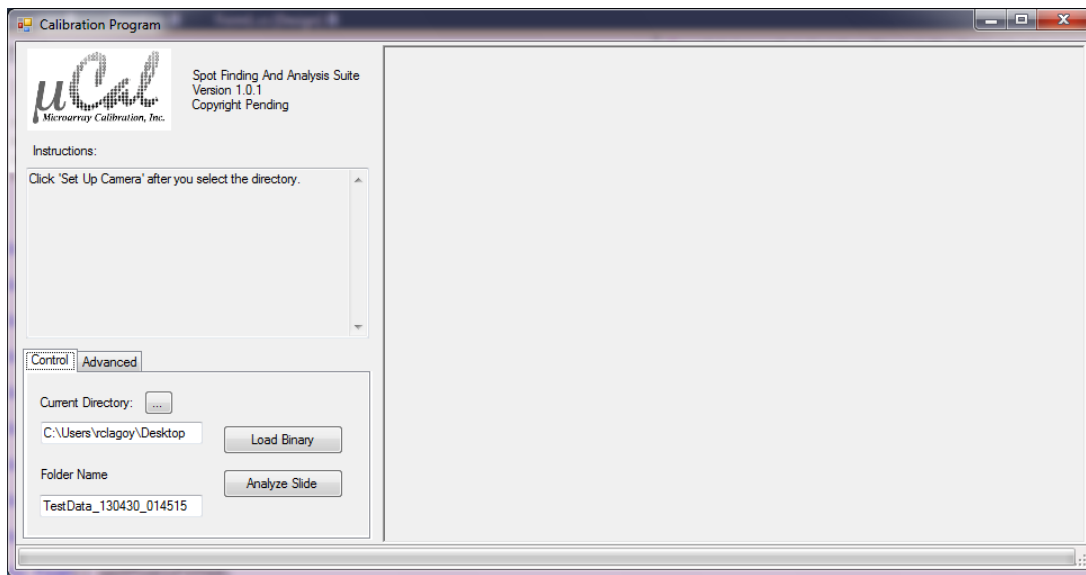 Calibration Program
µCal
Microarray Calibration, Inc.
Spot Finding And Analysis Suite
Version 1.0.1
Copyright Pending
Instructions:
Click 'Set Up Camera' after you select the directory.
Control
Advanced
Current Directory:
...
C:\Users\rclagoy\Desktop
Load Binary
Folder Name
Analyze Slide
TestData_130430_014515